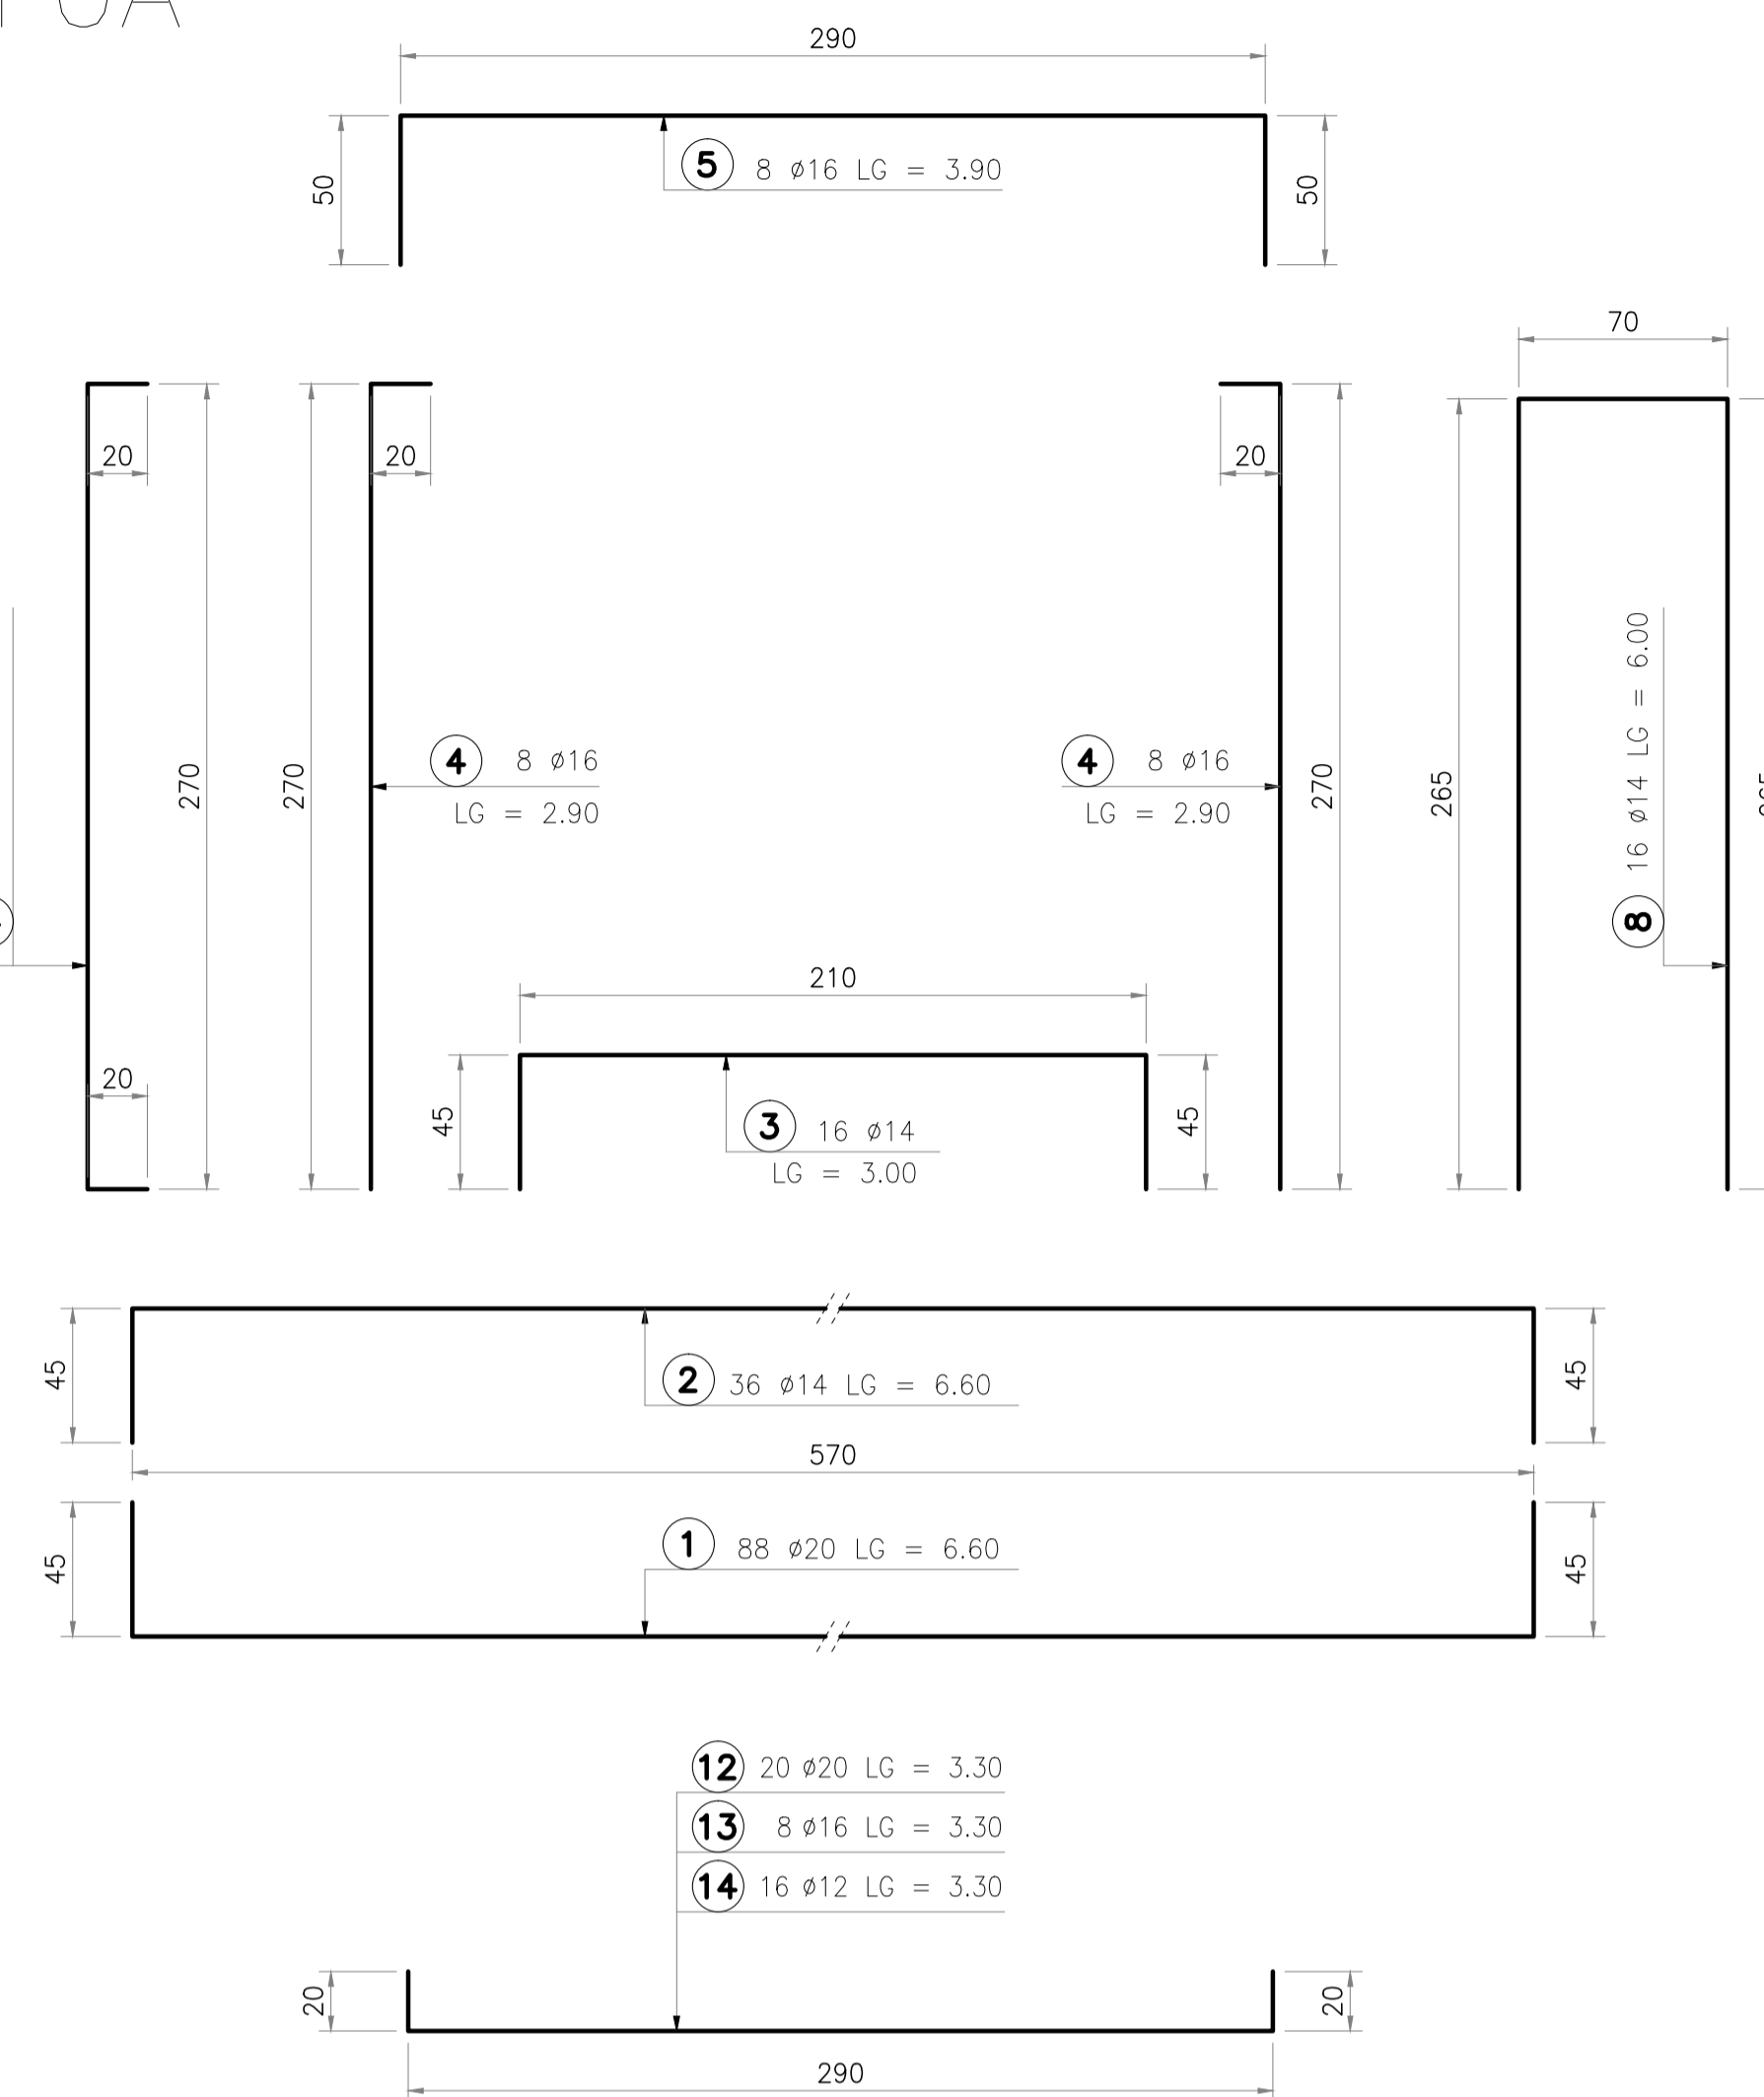 290
50
5 8 ø16 LG = 3.90
50
70
20
20
20
270
270
4 8 ø16
LG = 2.90
4 8 ø16
LG = 2.90
270
265
8 16 ø14 LG = 6.00
210
20
45
3 16 ø14
LG = 3.00
45
45
2 36 ø14 LG = 6.60
45
570
45
1 88 ø20 LG = 6.60
45
12 20 ø20 LG = 3.30
13 8 ø16 LG = 3.30
14 16 ø12 LG = 3.30
20
20
290